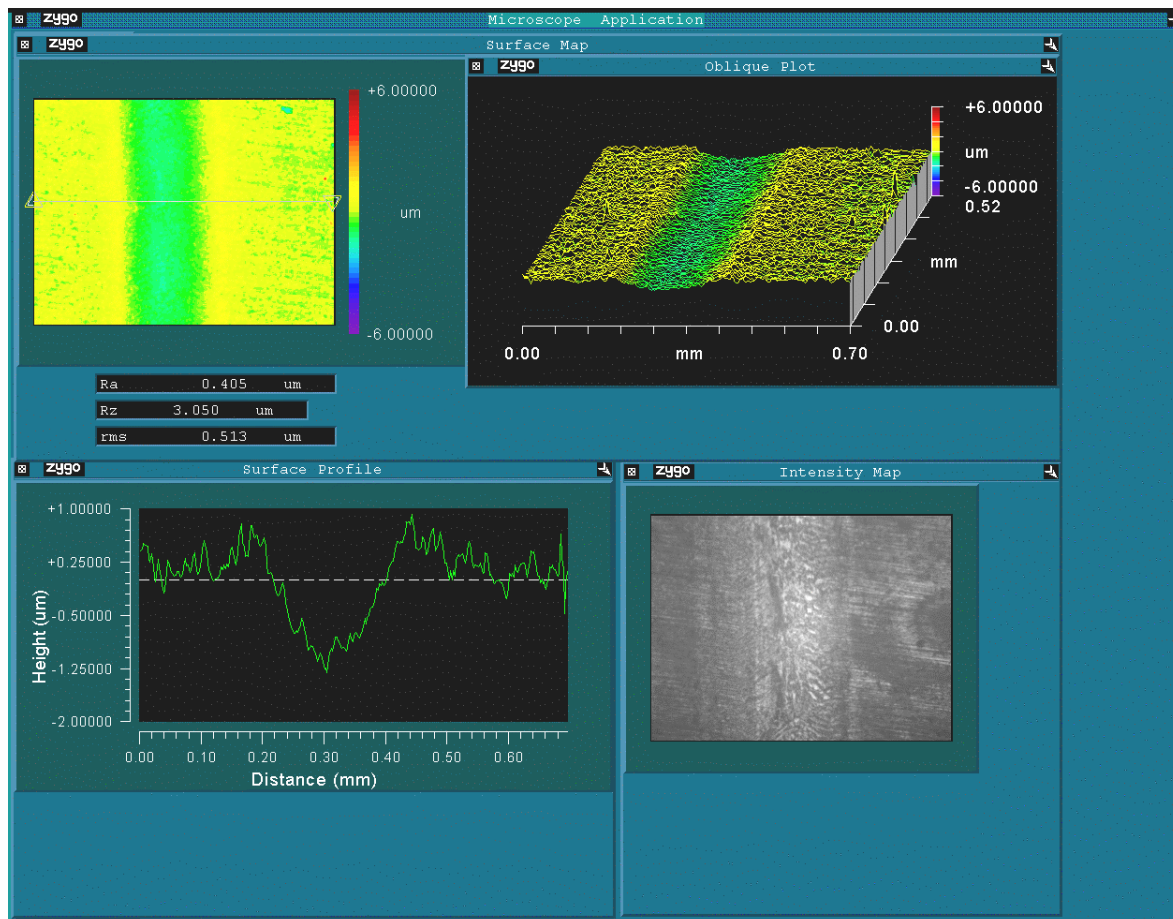 zygo Microscope Application
zygo Surface Map
+6.00000
um
-6.00000
zygo Oblique Plot
+6.00000
um
-6.00000
0.52
mm
0.00
0.00 mm 0.70
Ra 0.405 um
Rz 3.050 um
rms 0.513 um
zygo Surface Profile
+1.00000
+0.25000
-0.50000
-1.25000
-2.00000
Height (um)
0.00 0.10 0.20 0.30 0.40 0.50 0.60
Distance (mm)
zygo Intensity Map